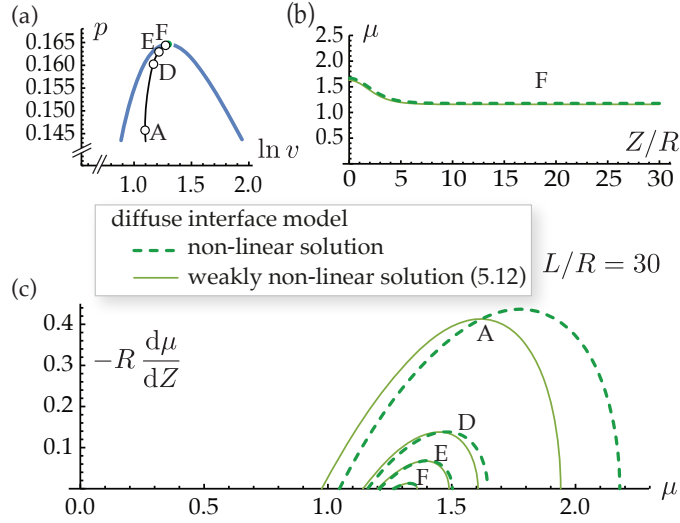 (a)
p
0.165
0.160
0.155
0.150
0.145
E
F
D
A
ln v
1.0
1.5
2.0
(b)
μ
2.5
2.0
1.5
1.0
0.5
F
Z/R
0
5
10
15
20
25
30
diffuse interface model
non-linear solution
weakly non-linear solution (5.12)
L/R = 30
(c)
0.4
0.3
0.2
0.1
−R dμ/dZ
A
D
E
F
μ
0.0
0.5
1.0
1.5
2.0